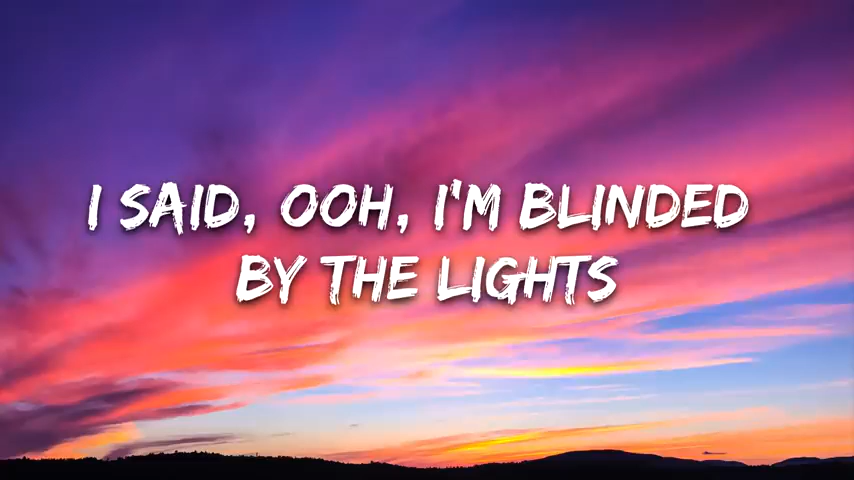 I SAID, OOH, I'M BLINDED
BY THE LIGHTS